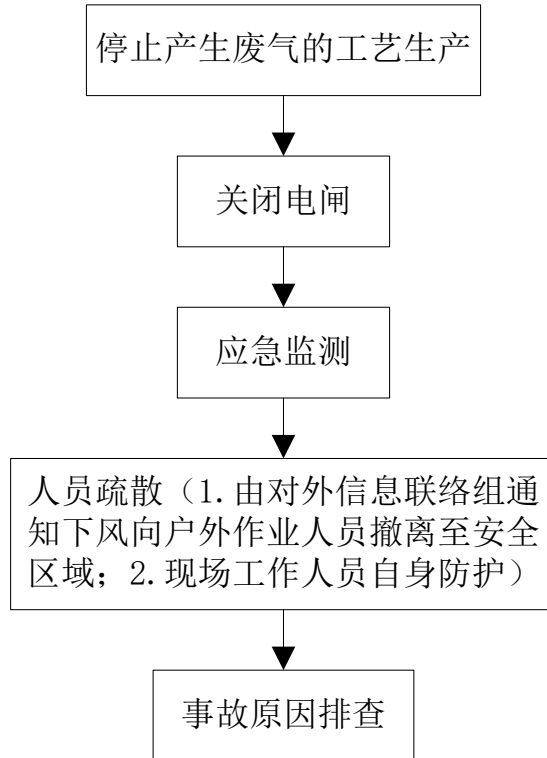 停止产生废气的工艺生产
关闭电闸
应急监测
人员疏散（1.由对外信息联络组通
知下风向户外作业人员撤离至安全
区域；2.现场工作人员自身防护）
事故原因排查